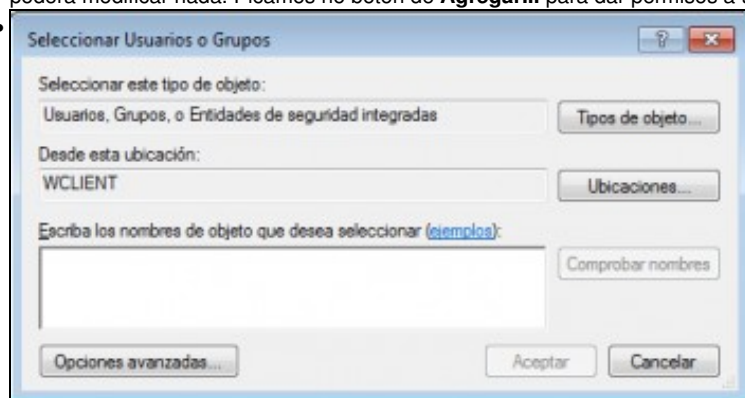 poderá modificar nada. Picamos no botón de Agregar... para dar permisos a
Seleccionar Usuarios o Grupos
Seleccionar este tipo de objeto:
Usuarios, Grupos, o Entidades de seguridad integradas
Tipos de objeto...
Desde esta ubicación:
WCLIENT
Ubicaciones...
Escriba los nombres de objeto que desea seleccionar (ejemplos):
Comprobar nombres
Opciones avanzadas...
Aceptar
Cancelar